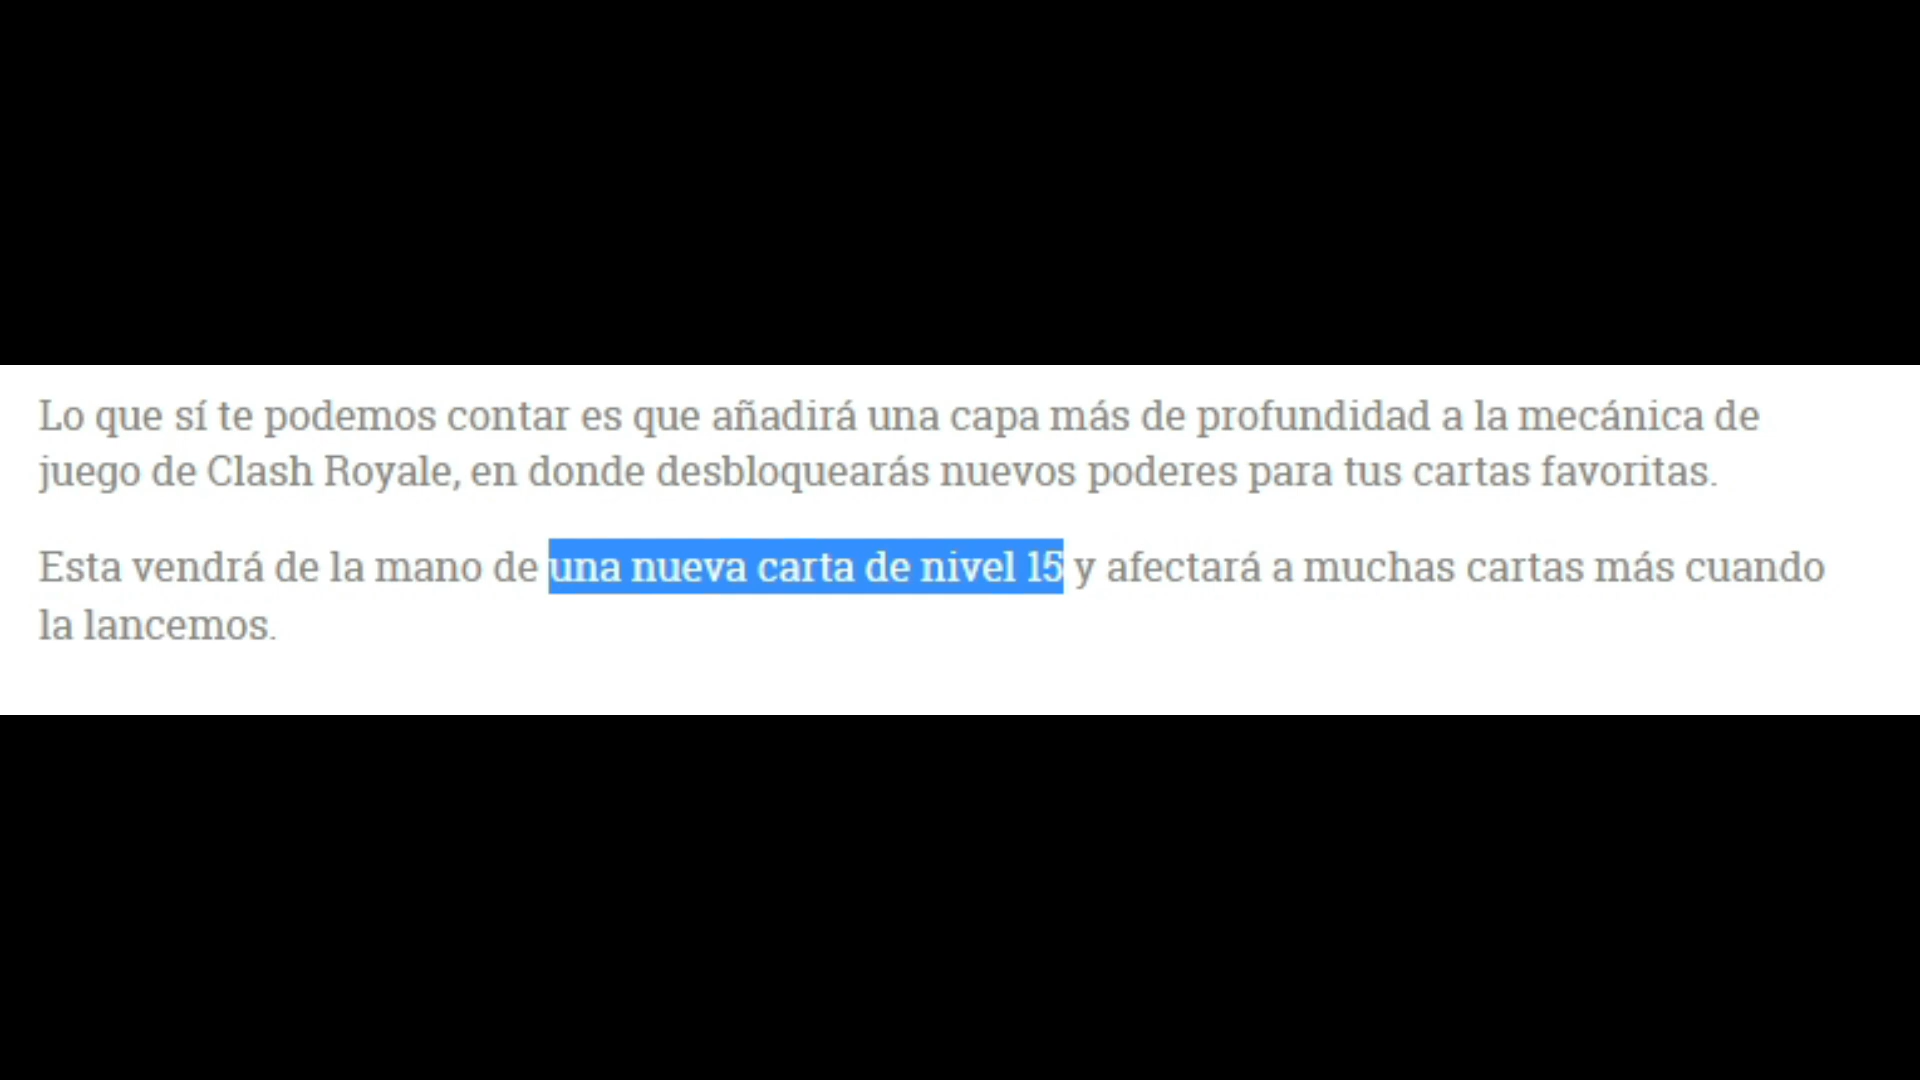 Lo que sí te podemos contar es que añadirá una capa más de profundidad a la mecánica de
juego de Clash Royale, en donde desbloquearás nuevos poderes para tus cartas favoritas.
Esta vendrá de la mano de una nueva carta de nivel 15 y afectará a muchas cartas más cuando
la lancemos.